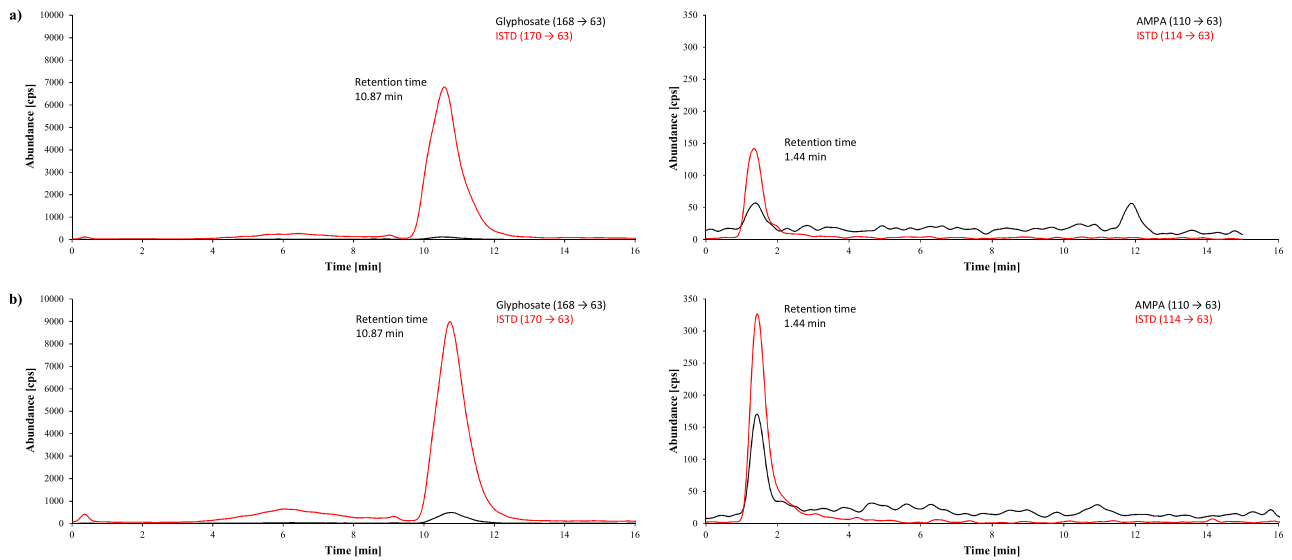 a)
Glyphosate (168 → 63)
ISTD (170 → 63)
Retention time
10.87 min
Abundance [cps]
10000
9000
8000
7000
6000
5000
4000
3000
2000
1000
0
0 2 4 6 8 10 12 14 16
Time [min]
AMPA (110 → 63)
ISTD (114 → 63)
Retention time
1.44 min
Abundance [cps]
350
300
250
200
150
100
50
0
0 2 4 6 8 10 12 14 16
Time [min]
b)
Glyphosate (168 → 63)
ISTD (170 → 63)
Retention time
10.87 min
Abundance [cps]
10000
9000
8000
7000
6000
5000
4000
3000
2000
1000
0
0 2 4 6 8 10 12 14 16
Time [min]
AMPA (110 → 63)
ISTD (114 → 63)
Retention time
1.44 min
Abundance [cps]
350
300
250
200
150
100
50
0
0 2 4 6 8 10 12 14 16
Time [min]